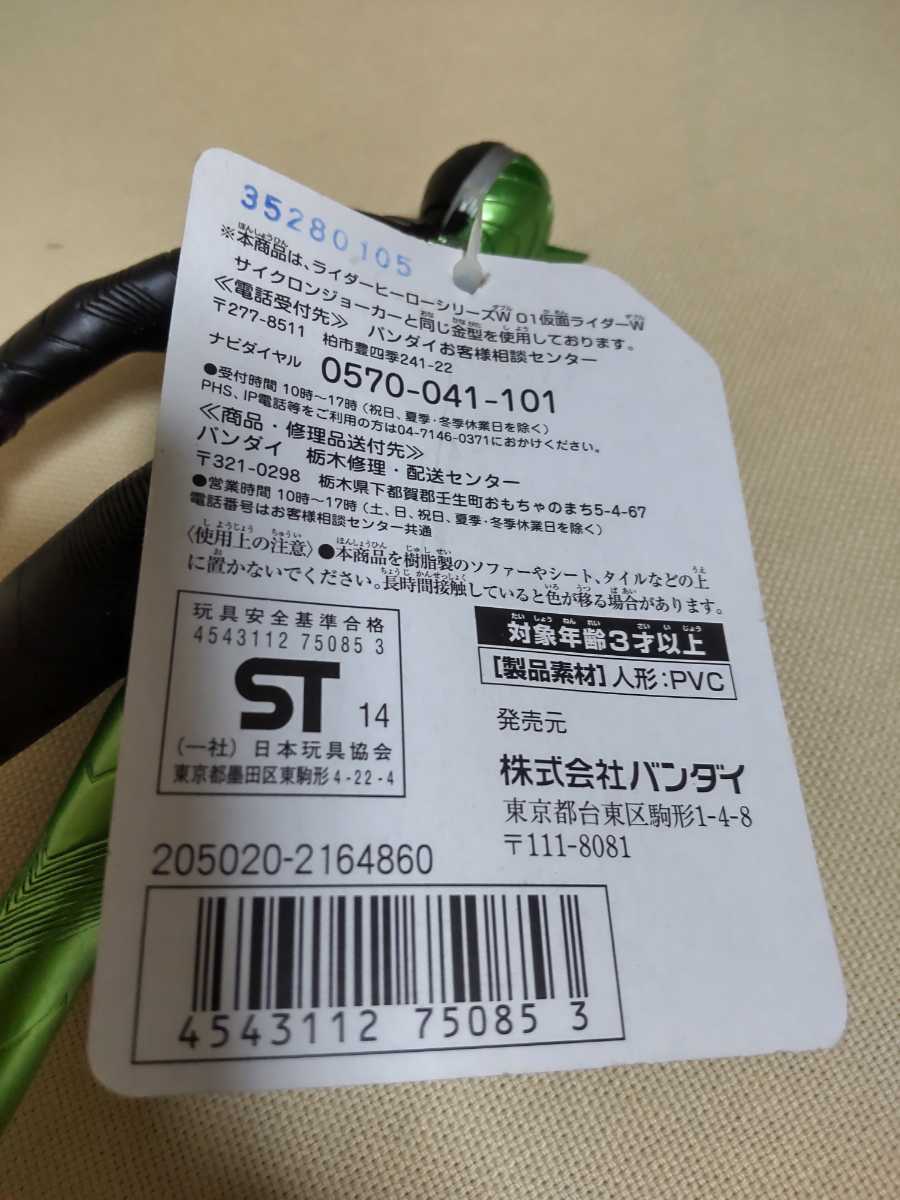 35280105
※本商品は、ライダーヒーローシリーズW 01仮面ライダーW
サイクロンジョーカーと同じ金型を使用しております。
≪電話受付先≫ バンダイお客様相談センター
〒277-8511 柏市豊四季241-22
ナビダイヤル 0570-041-101
●受付時間 10時〜17時(祝日、夏季・冬季休業日を除く)
PHS、IP電話等をご利用の方は04-7146-0371におかけください。
≪商品・修理品送付先≫
バンダイ 栃木修理・配送センター
〒321-0298 栃木県下都賀郡壬生町おもちゃのまち5-4-67
●営業時間 10時〜17時(土、日、祝日、夏季・冬季休業日を除く)
電話番号はお客様相談センター共通
〈使用上の注意〉●本商品を樹脂製のソファーやシート、タイルなどの上
に置かないでください。長時間接触していると色が移る場合があります。
玩具安全基準合格
4543112 75085 3
ST 14
(一社) 日本玩具協会
東京都墨田区東駒形4-22-4
対象年齢3才以上
[製品素材]人形:PVC
発売元
株式会社バンダイ
東京都台東区駒形1-4-8
〒111-8081
205020-2164860
4543112 75085 3